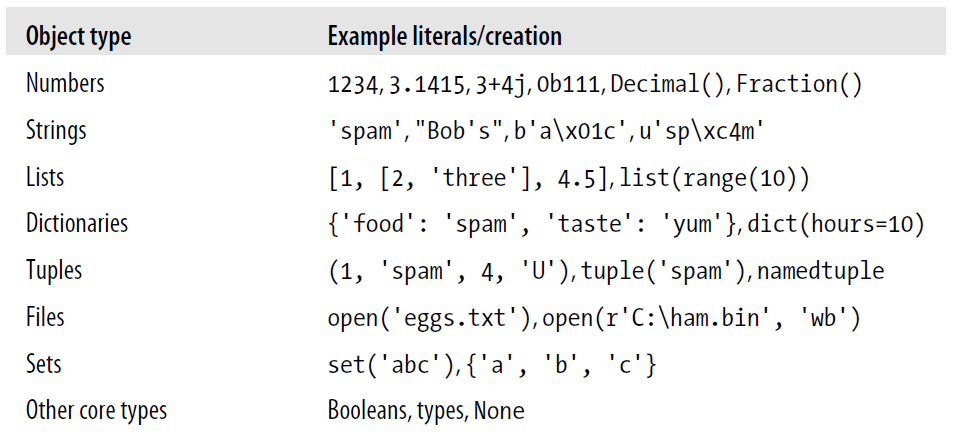 Object type Example literals/creation
Numbers 1234, 3.1415, 3+4j, 0b111, Decimal(), Fraction()
Strings 'spam', "Bob's", b'a\x01c', u'sp\xc4m'
Lists [1, [2, 'three'], 4.5], list(range(10))
Dictionaries {'food': 'spam', 'taste': 'yum'}, dict(hours=10)
Tuples (1, 'spam', 4, 'U'), tuple('spam'), namedtuple
Files open('eggs.txt'), open(r'C:\ham.bin', 'wb')
Sets set('abc'), {'a', 'b', 'c'}
Other core types Booleans, types, None